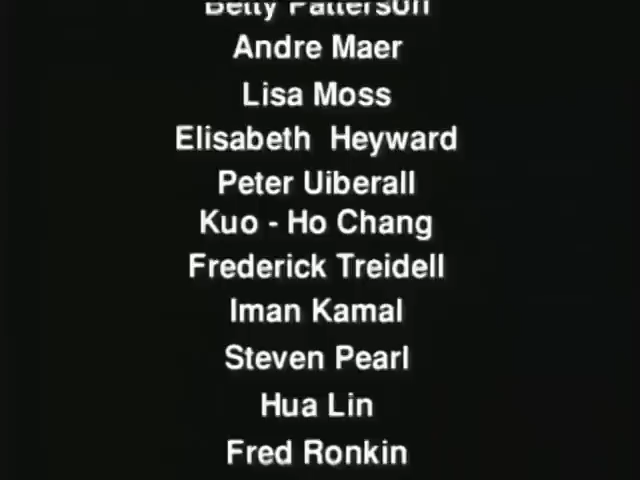 Betty Patterson
Andre Maer
Lisa Moss
Elisabeth Heyward
Peter Uiberall
Kuo - Ho Chang
Frederick Treidell
Iman Kamal
Steven Pearl
Hua Lin
Fred Ronkin